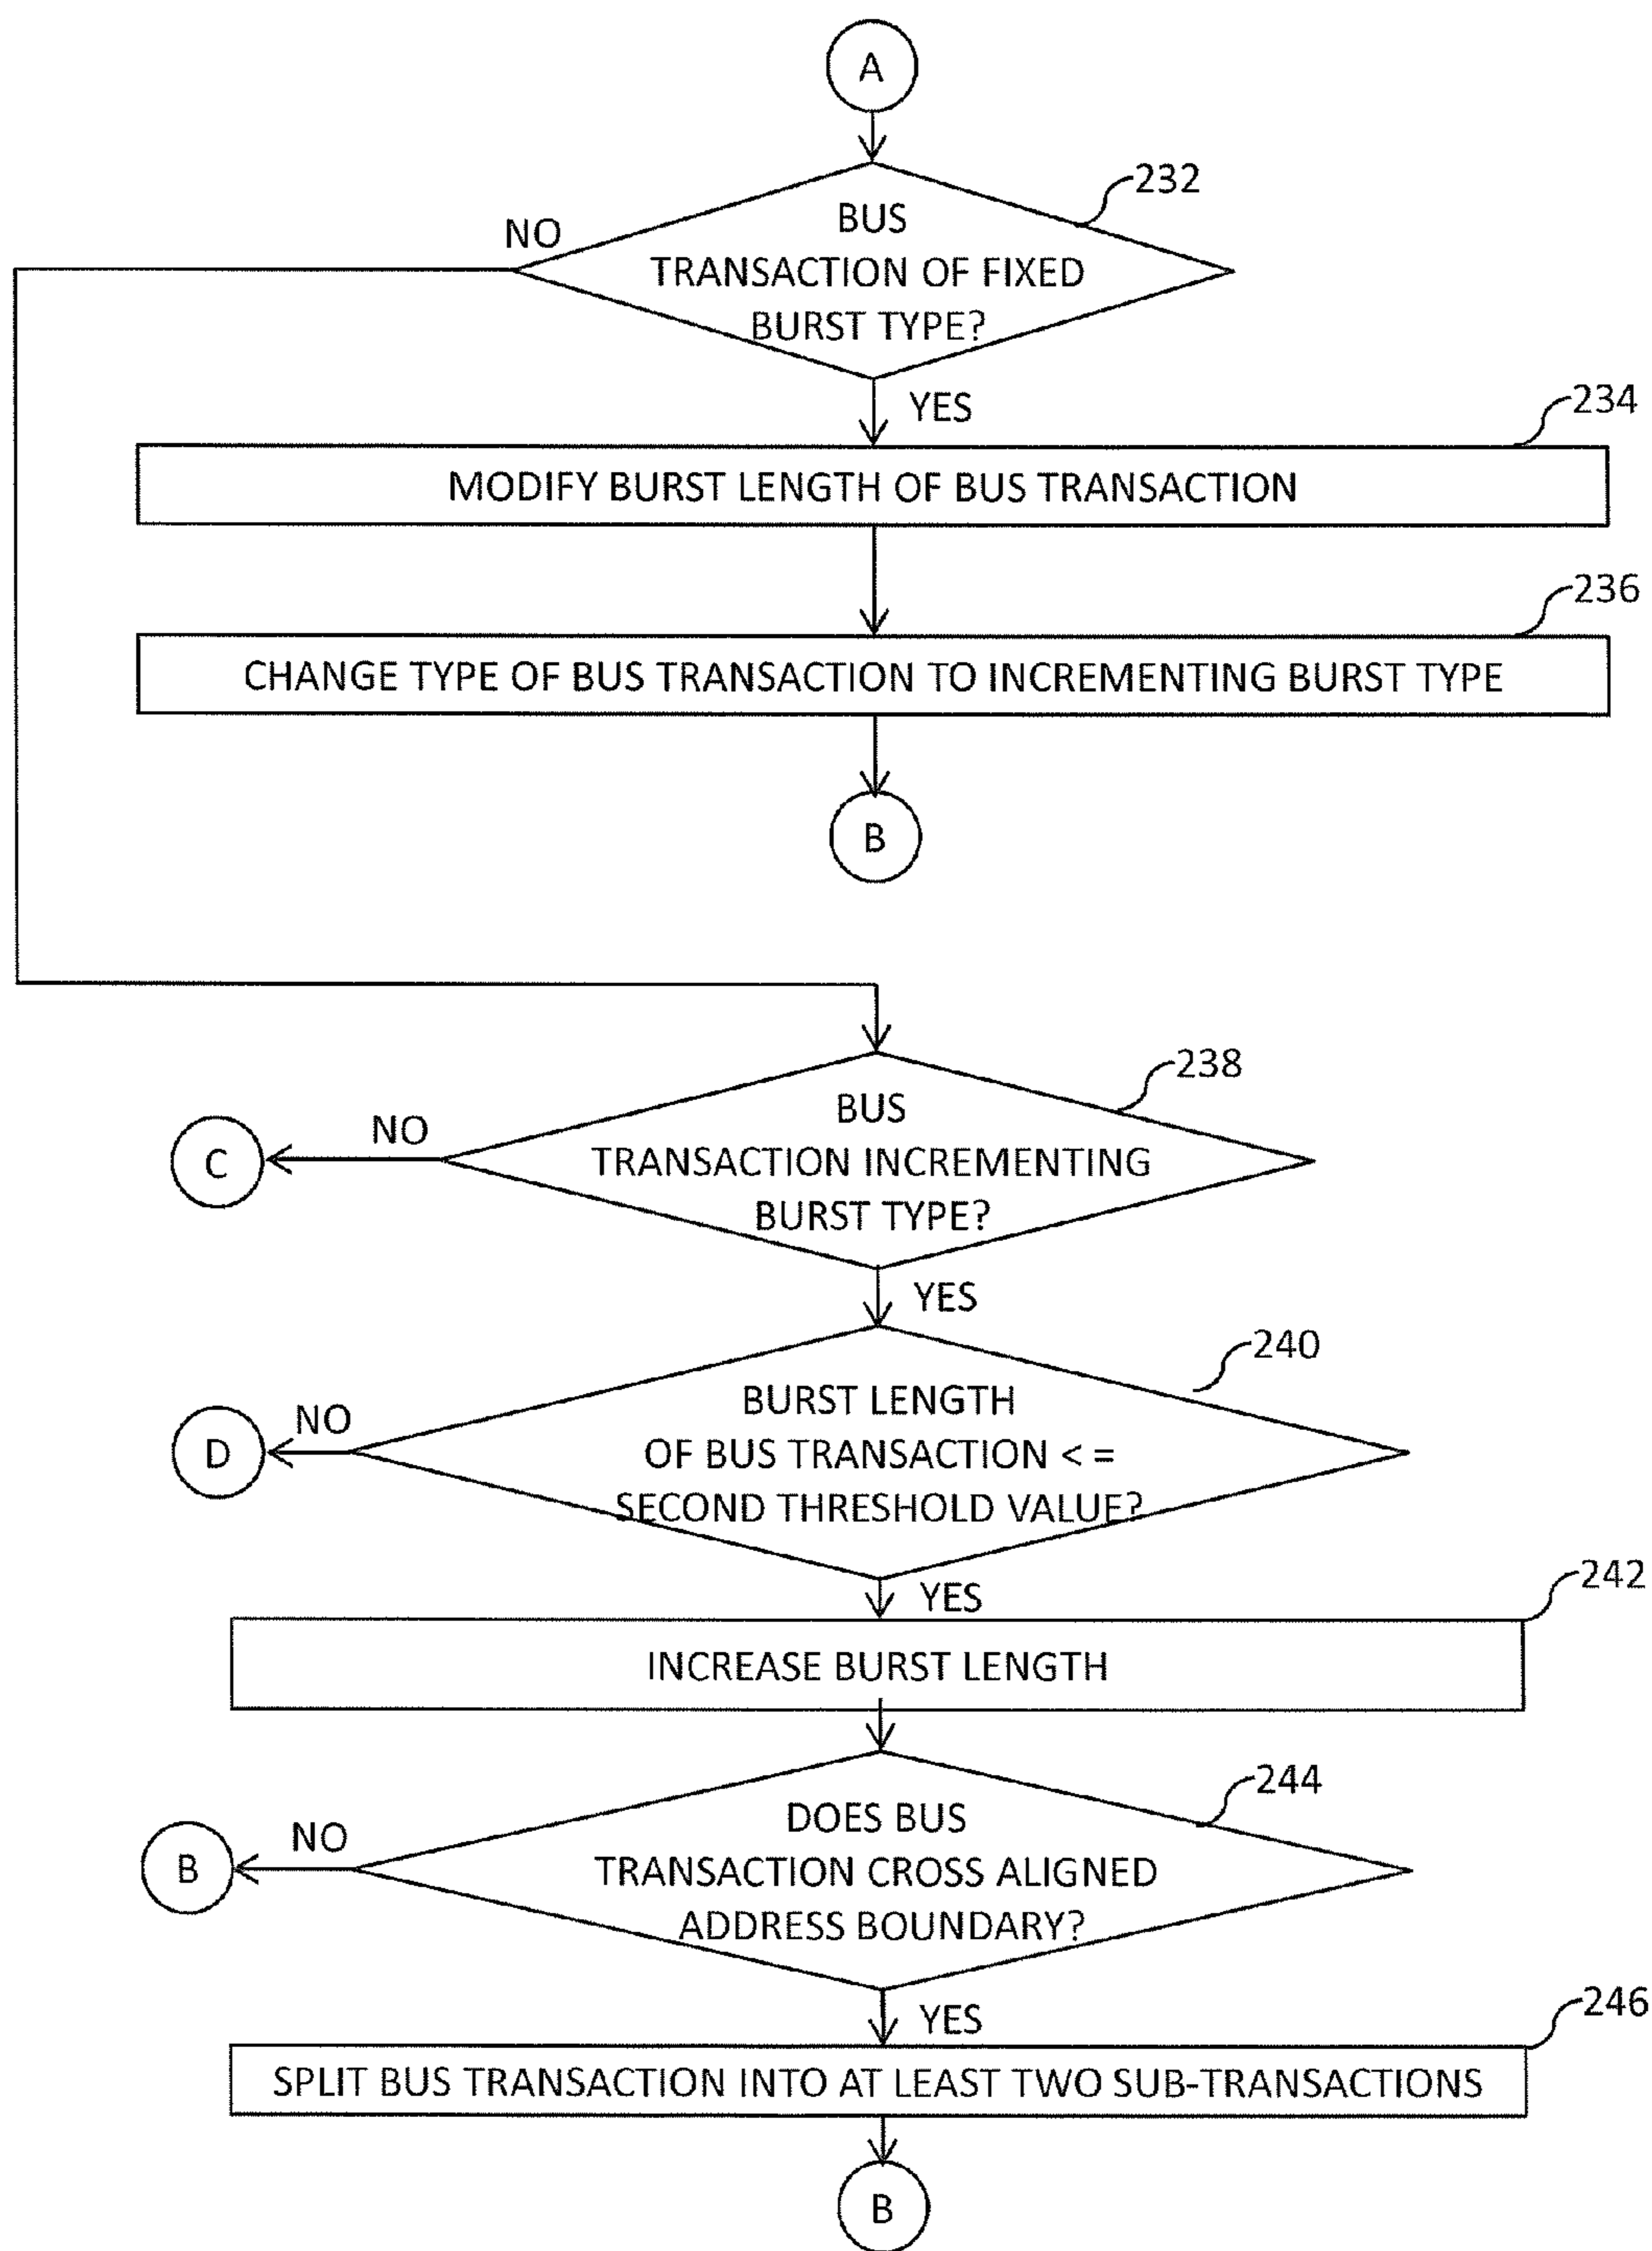 A
232
BUS
TRANSACTION OF FIXED
BURST TYPE?
NO
YES
234
MODIFY BURST LENGTH OF BUS TRANSACTION
236
CHANGE TYPE OF BUS TRANSACTION TO INCREMENTING BURST TYPE
B
238
BUS
TRANSACTION INCREMENTING
BURST TYPE?
NO
C
YES
240
BURST LENGTH
OF BUS TRANSACTION < =
SECOND THRESHOLD VALUE?
NO
D
YES
242
INCREASE BURST LENGTH
244
DOES BUS
TRANSACTION CROSS ALIGNED
ADDRESS BOUNDARY?
NO
B
YES
246
SPLIT BUS TRANSACTION INTO AT LEAST TWO SUB-TRANSACTIONS
B